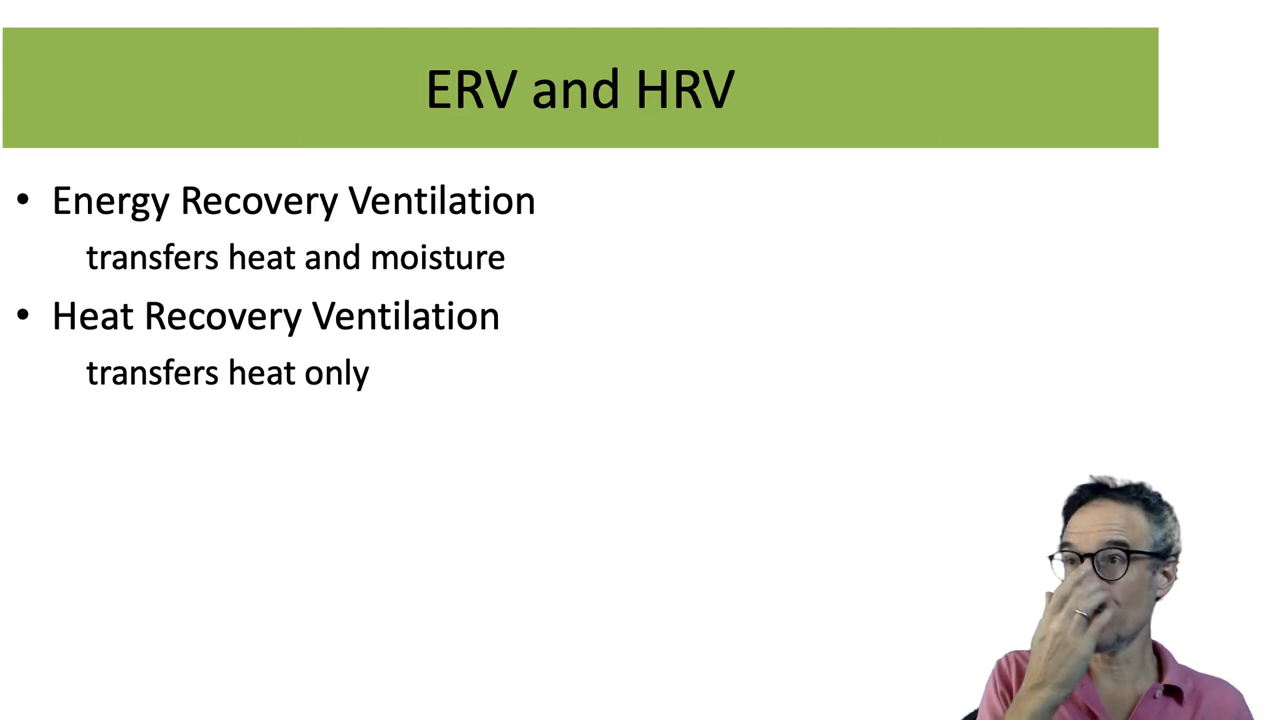 ERV and HRV
• Energy Recovery Ventilation
transfers heat and moisture
• Heat Recovery Ventilation
transfers heat only